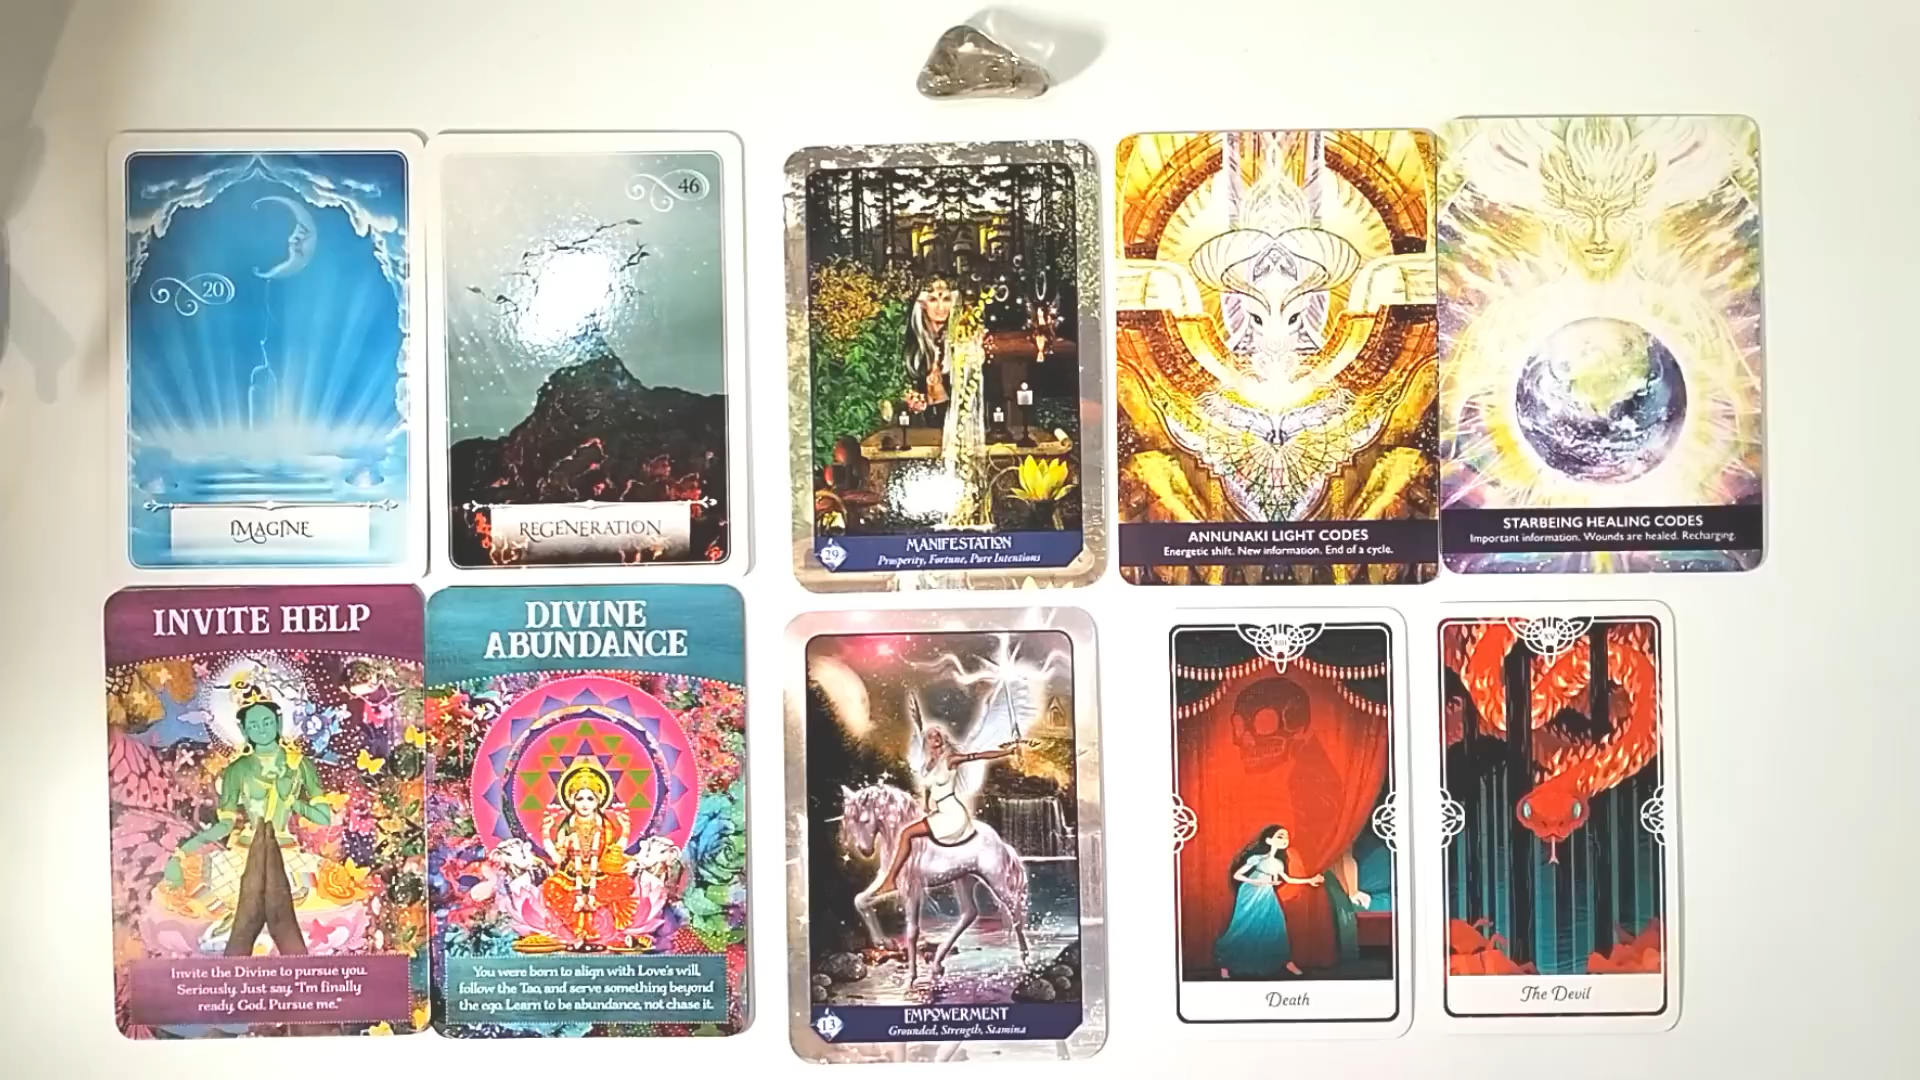 20
IMAGINE
46
REGENERATION
29
MANIFESTATION
Prosperity, Fortune, Pure Intentions
ANNUNAKI LIGHT CODES
Energetic shift. New information. End of a cycle.
STARBEING HEALING CODES
Important information. Wounds are healed. Recharging.
INVITE HELP
Invite the Divine to pursue you.
Seriously. Just say, "I'm finally
ready, God. Pursue me."
DIVINE
ABUNDANCE
You were born to align with Love's will,
follow the Tao, and serve something beyond
the ego. Learn to be abundance, not chase it.
13
EMPOWERMENT
Grounded, Strength, Stamina
XIII
Death
XV
The Devil